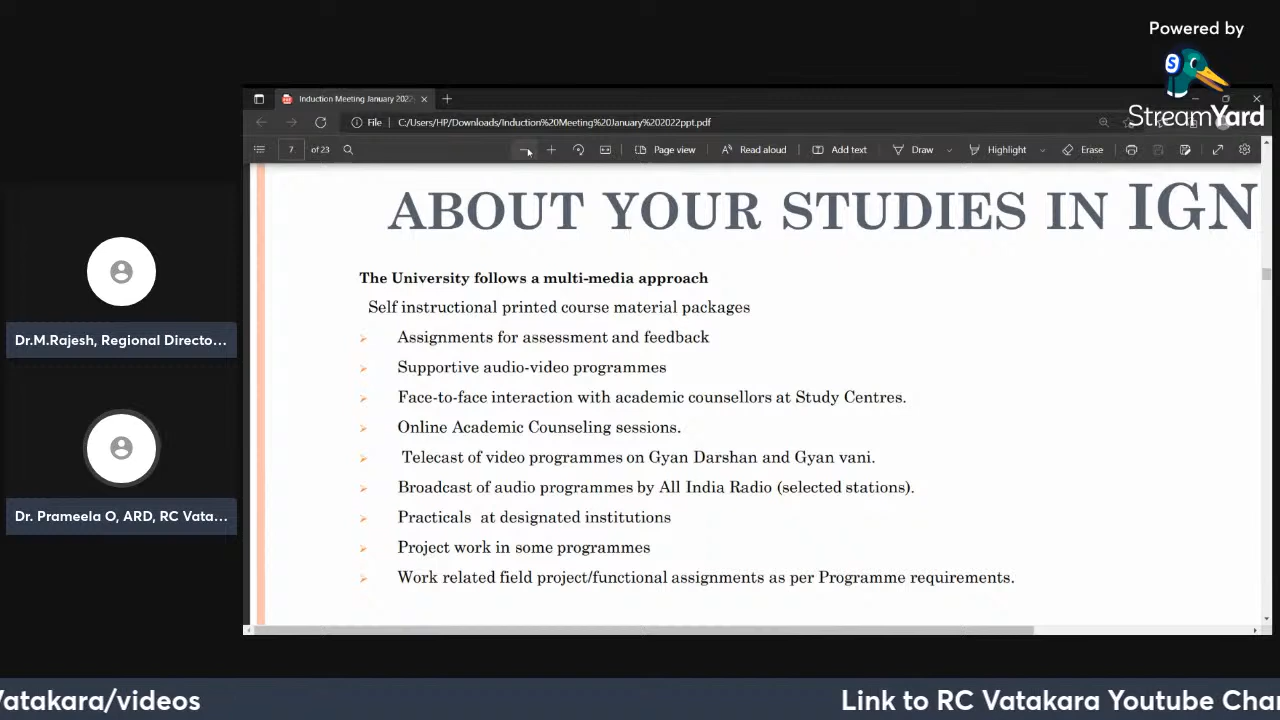 Powered by
StreamYard
Induction Meeting January 2022
File C:/Users/HP/Downloads/Induction%20Meeting%20January%202022ppt.pdf
7 of 23 Page view Read aloud Add text Draw Highlight Erase
ABOUT YOUR STUDIES IN IGN
The University follows a multi-media approach
Self instructional printed course material packages
Assignments for assessment and feedback
Supportive audio-video programmes
Face-to-face interaction with academic counsellors at Study Centres.
Online Academic Counseling sessions.
Telecast of video programmes on Gyan Darshan and Gyan vani.
Broadcast of audio programmes by All India Radio (selected stations).
Practicals at designated institutions
Project work in some programmes
Work related field project/functional assignments as per Programme requirements.
Dr.M.Rajesh, Regional Directo...
Dr. Prameela O, ARD, RC Vata...
Vatakara/videos
Link to RC Vatakara Youtube Chan